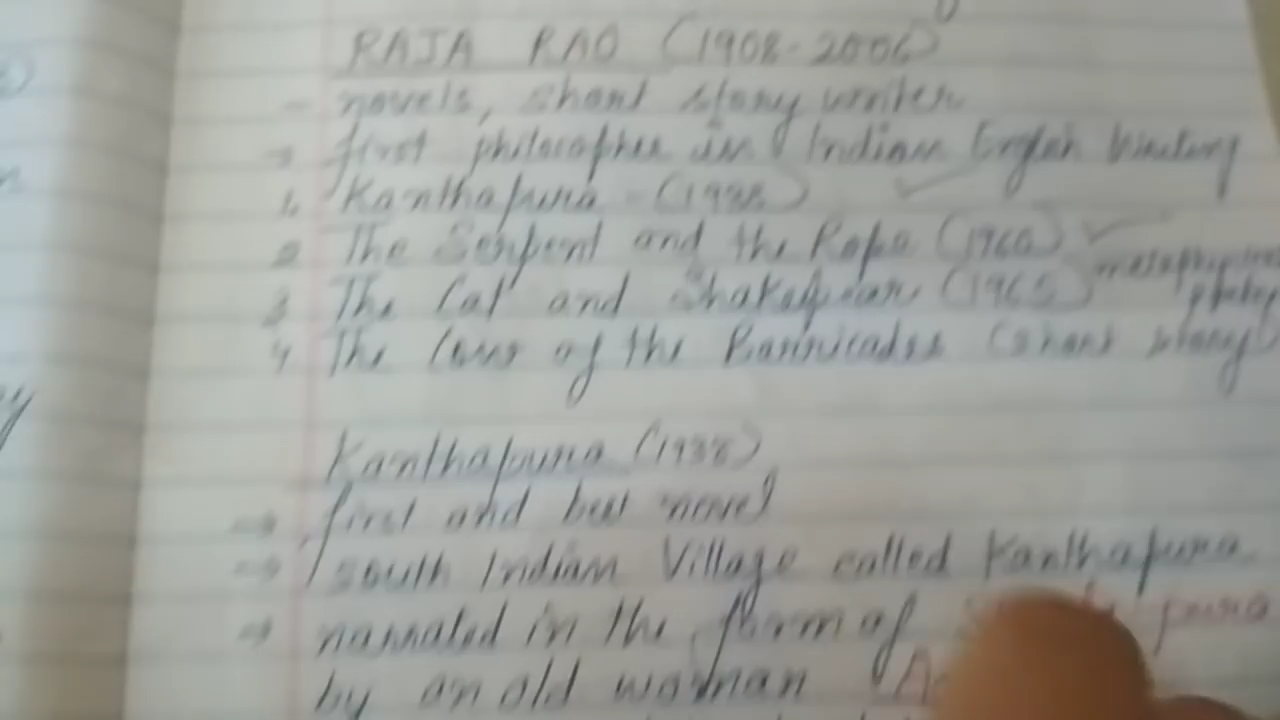 RAJA RAO (1908-2006)
- novels, short story writer
→ first philosopher in Indian English Writing
1. Kanthapura - (1938)
2 The Serpent and the Rope (1960)
3 The Cat and Shakespear (1965)
4 The Cow of the Barricades (short story)
Kanthapura (1938)
→ first and best novel
→ south Indian Village called Kanthapura
→ narrated in the form of
by an old woman